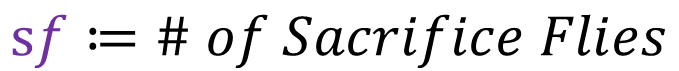 sf ≔ # of Sacrifice Flies